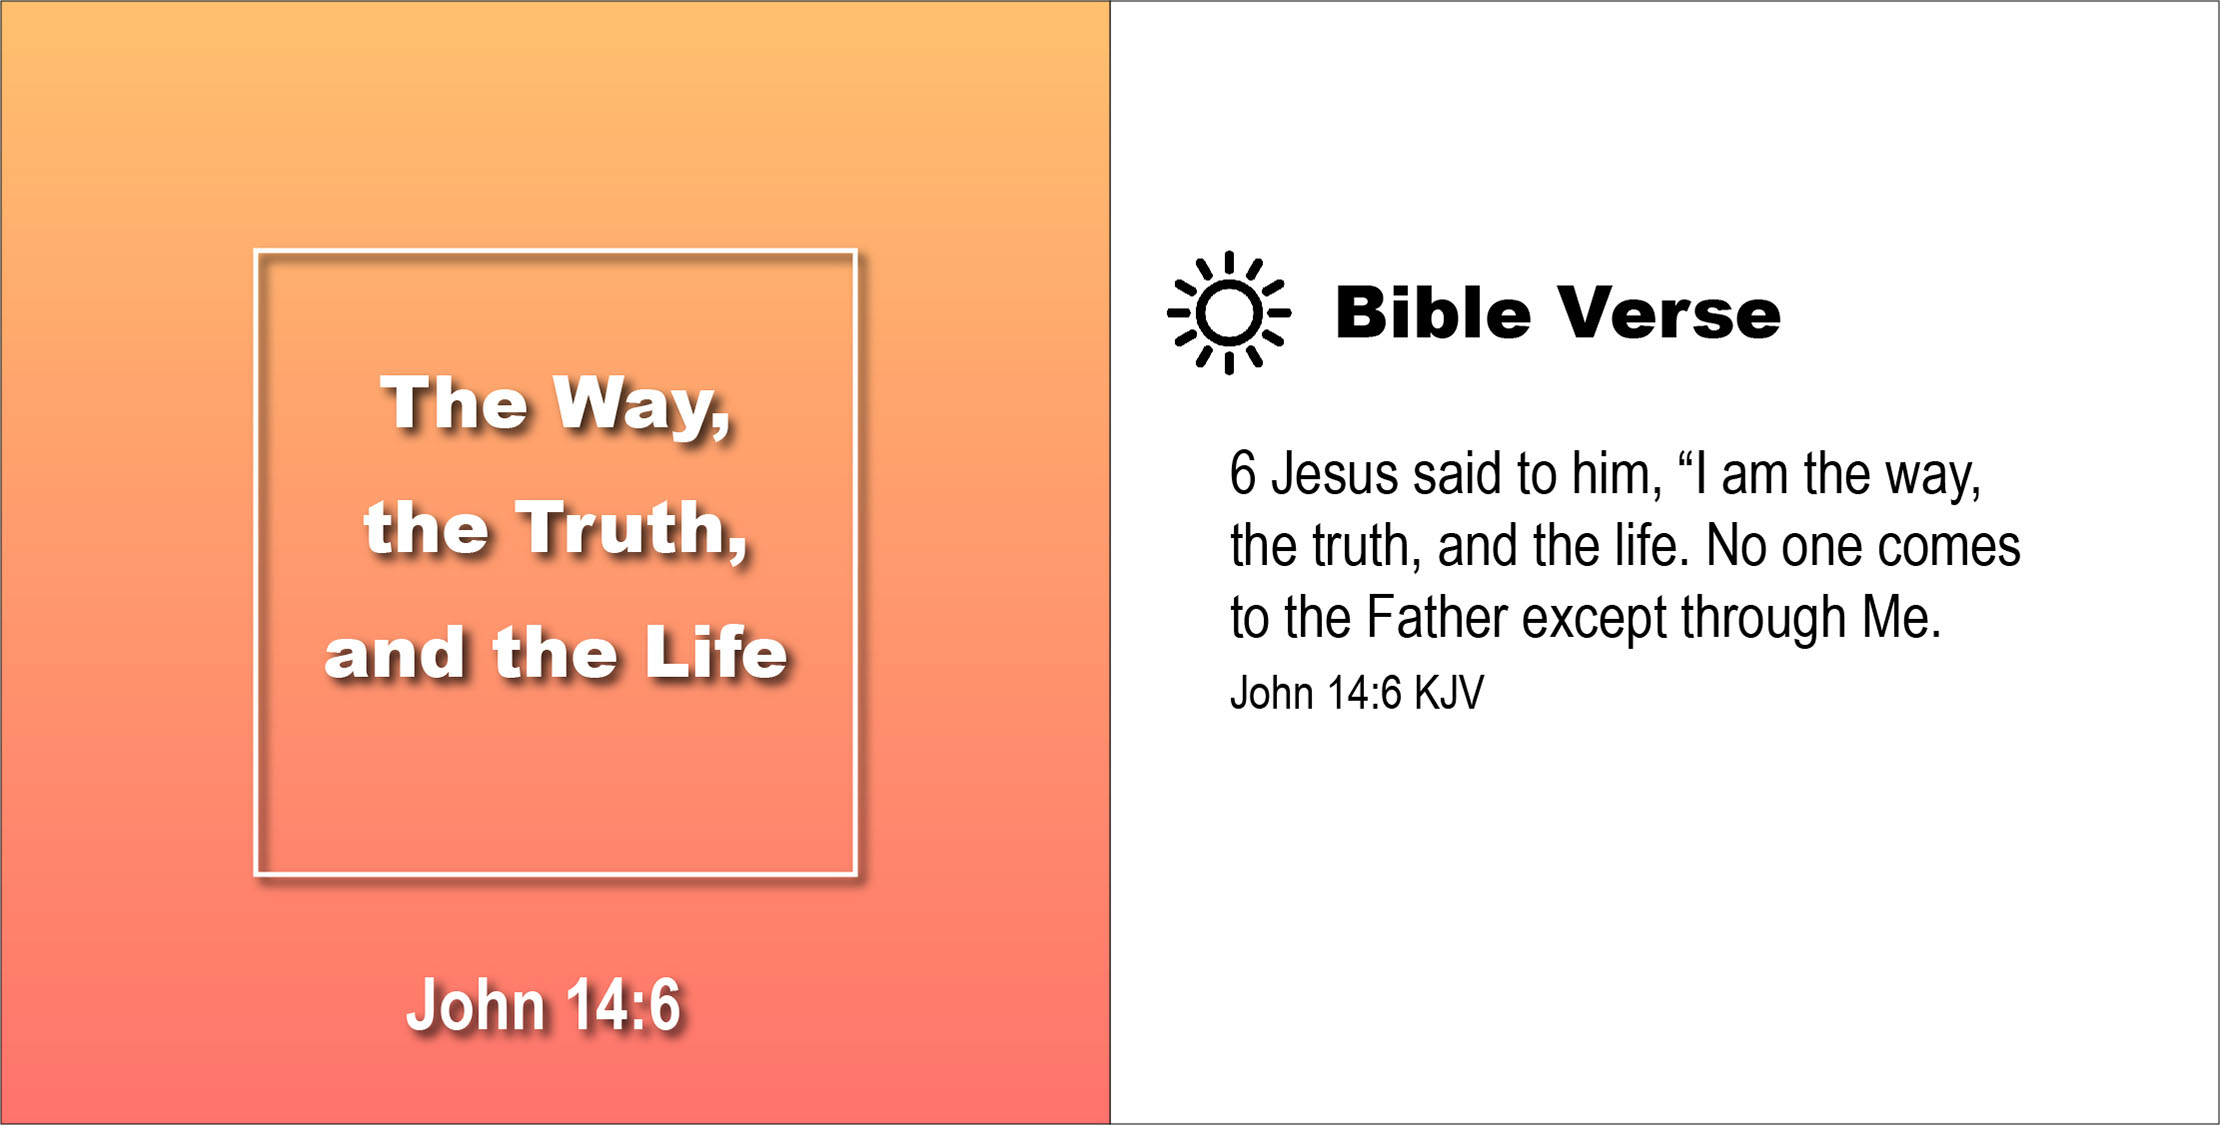 The Way,
the Truth,
and the Life
John 14:6
Bible Verse
6 Jesus said to him, “I am the way,
the truth, and the life. No one comes
to the Father except through Me.
John 14:6 KJV